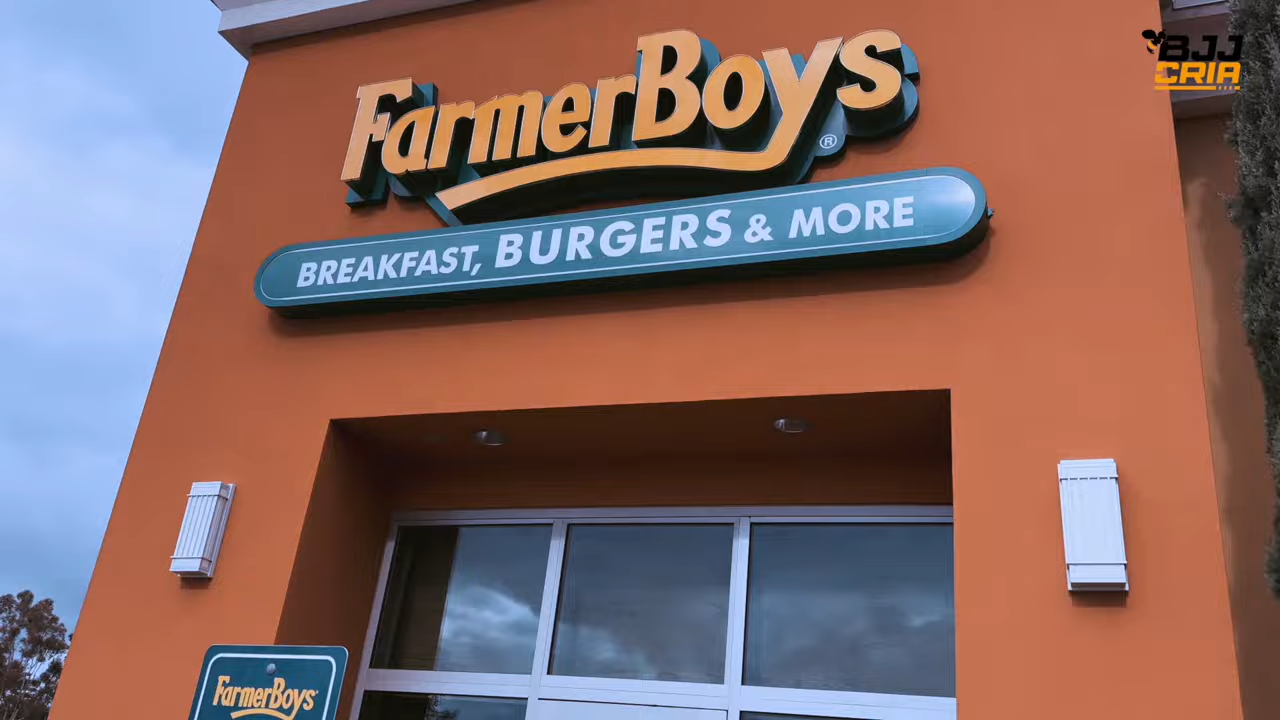 BJJ
CRIA
FarmerBoys
®
BREAKFAST, BURGERS & MORE
FarmerBoys